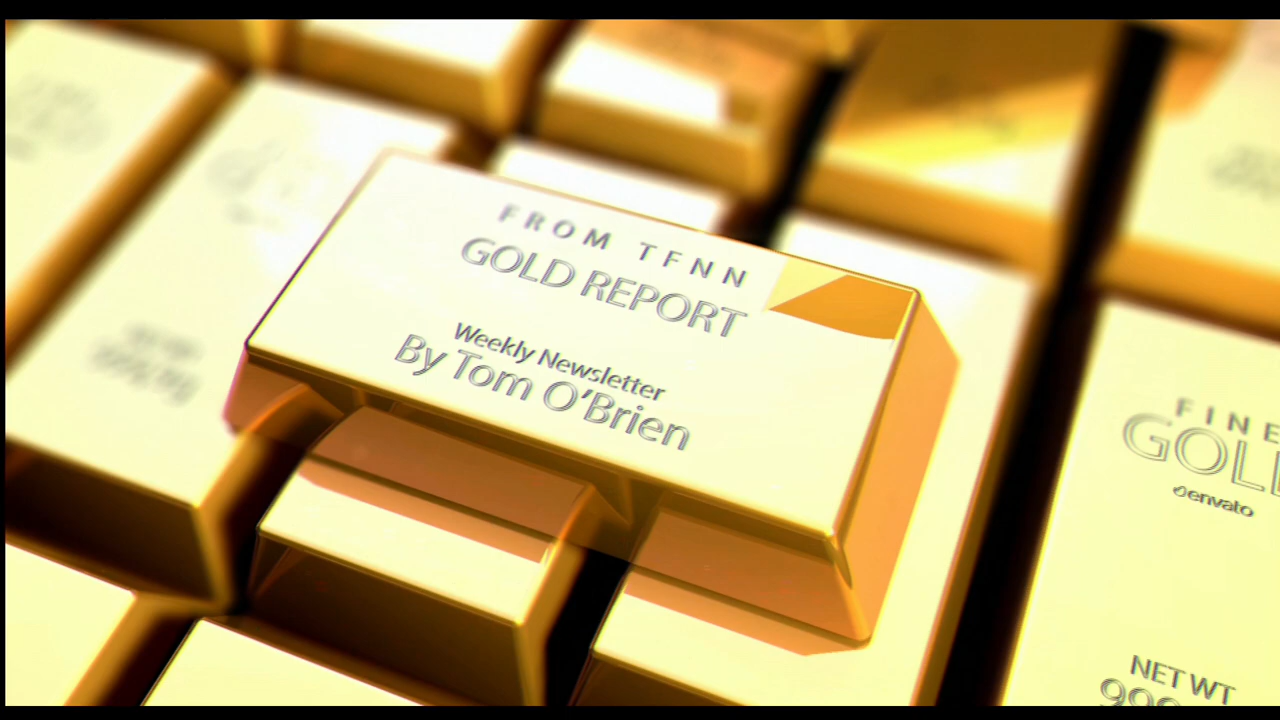 FROM TFNN
GOLD REPORT
Weekly Newsletter
By Tom O'Brien
FINE
GOLD
envato
NET WT